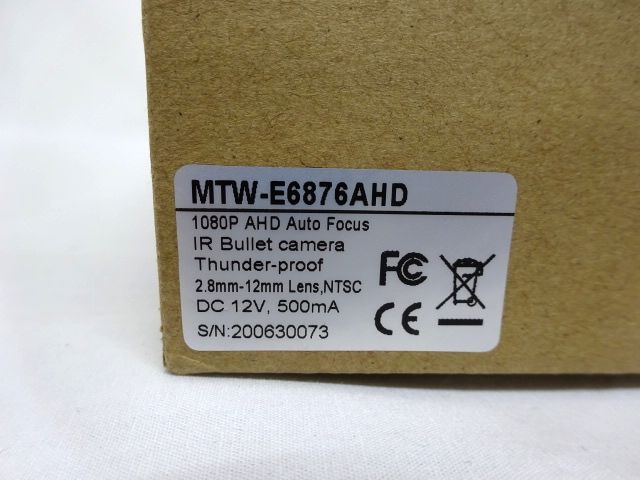 MTW-E6876AHD
1080P AHD Auto Focus
IR Bullet camera
Thunder-proof
2.8mm-12mm Lens,NTSC
DC 12V, 500mA
S/N:200630073
FC
CE